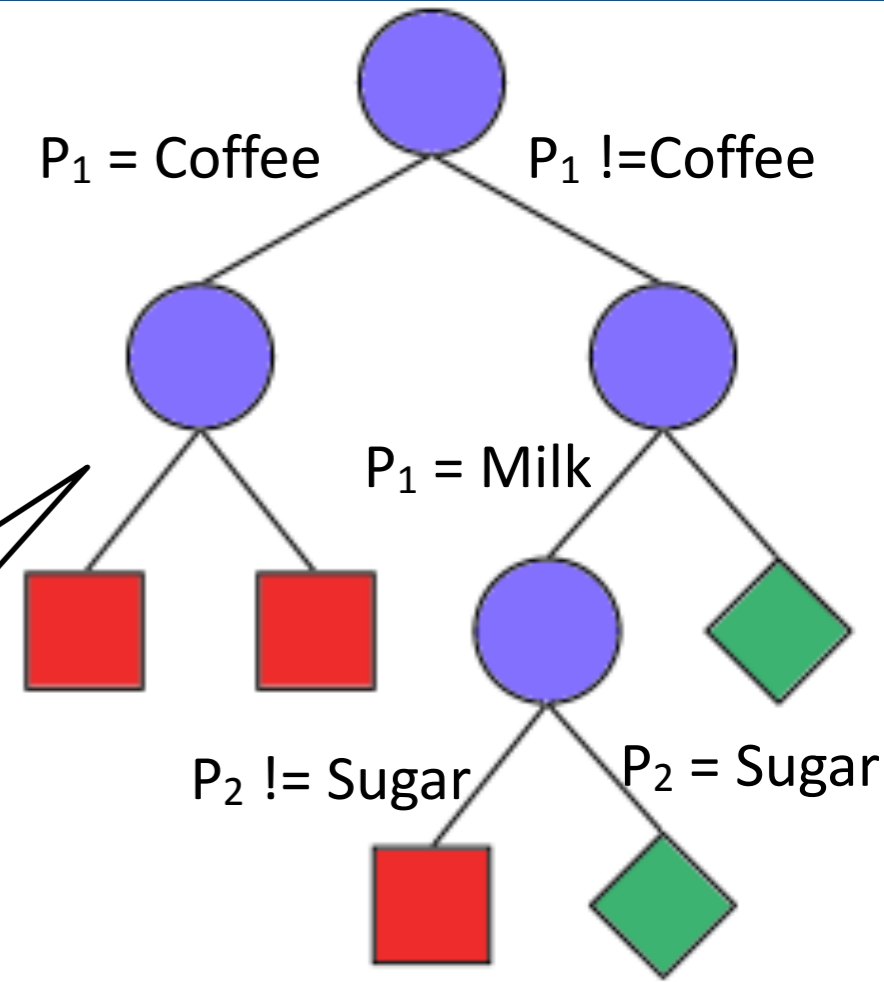 P₁ = Coffee
P₁ !=Coffee
P₁ = Milk
P₂ != Sugar
P₂ = Sugar